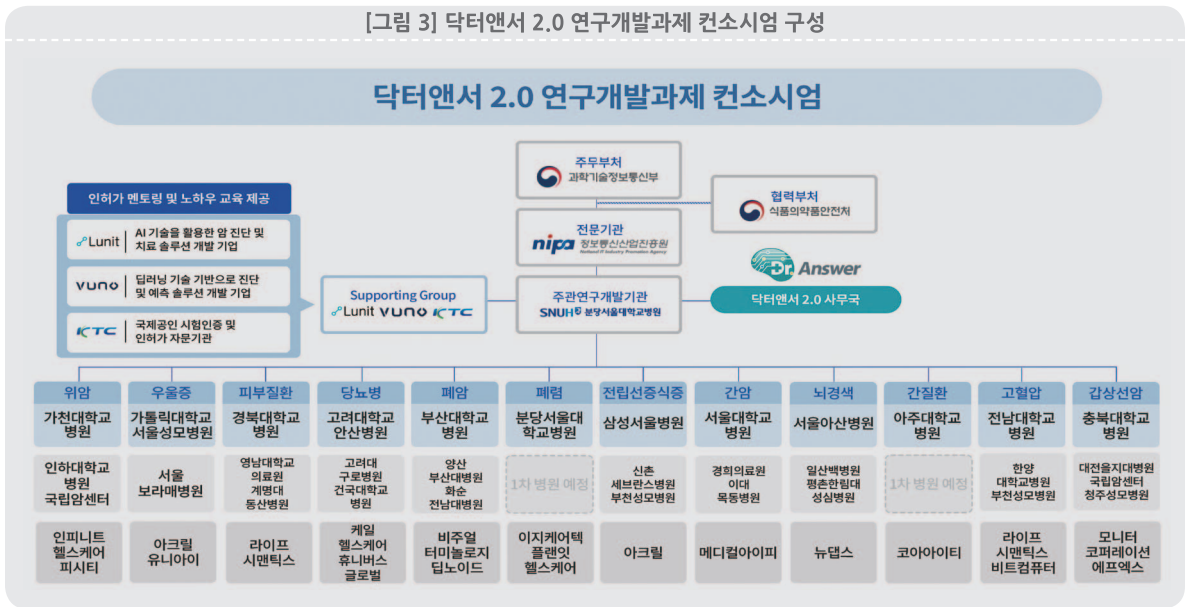 [그림 3] 닥터앤서 2.0 연구개발과제 컨소시엄 구성
닥터앤서 2.0 연구개발과제 컨소시엄
주두부처
과학기술정보통신부
협력부처
식품의약품안전처
인허가 멘토링 및 노하우 교육 제공
Lunit
AI 기술을 활용한 암 진단 및
치료 솔루션 개발 기업
VUNO
딥러닝 기술 기반으로 진단
및 예측 솔루션 개발 기업
KTC
국제공인 시험인증 및
인허가 자문기관
전문기관
nipa 정보통신산업진흥원
National IT Industry Promotion Agency
Supporting Group
Lunit VUNO KTC
주관연구개발기관
SNUH 분당서울대학교병원
Dr. Answer
닥터앤서 2.0 사무국
위암
가천대학교
병원
인하대학교
병원
국립암센터
인피니트
헬스케어
피시티
우울증
가톨릭대학교
서울성모병원
서울
보라매병원
아크릴
유니아이
피부질환
경북대학교
병원
영남대학교
의료원
계명대
동산병원
라이프
시맨틱스
당뇨병
고려대학교
안산병원
고려대
구로병원
건국대학교
병원
케일
헬스케어
휴니버스
글로벌
폐암
부산대학교
병원
양산
부산대병원
화순
전남대병원
비주얼
터미놀로지
딥노이드
폐렴
분당서울대
학교병원
1차 병원 예정
이지케어텍
플랜잇
헬스케어
전립선증식증
삼성서울병원
신촌
세브란스병원
부천성모병원
아크릴
간암
서울대학교
병원
경희의료원
이대
목동병원
메디컬아이피
뇌경색
서울아산병원
일산백병원
평촌한림대
성심병원
뉴냅스
간질환
아주대학교
병원
1차 병원 예정
코아아이티
고혈압
전남대학교
병원
한양
대학교병원
부천성모병원
라이프
시맨틱스
비트컴퓨터
갑상선암
충북대학교
병원
대전을지대병원
국립암센터
청주성모병원
모니터
코퍼레이션
에프엑스